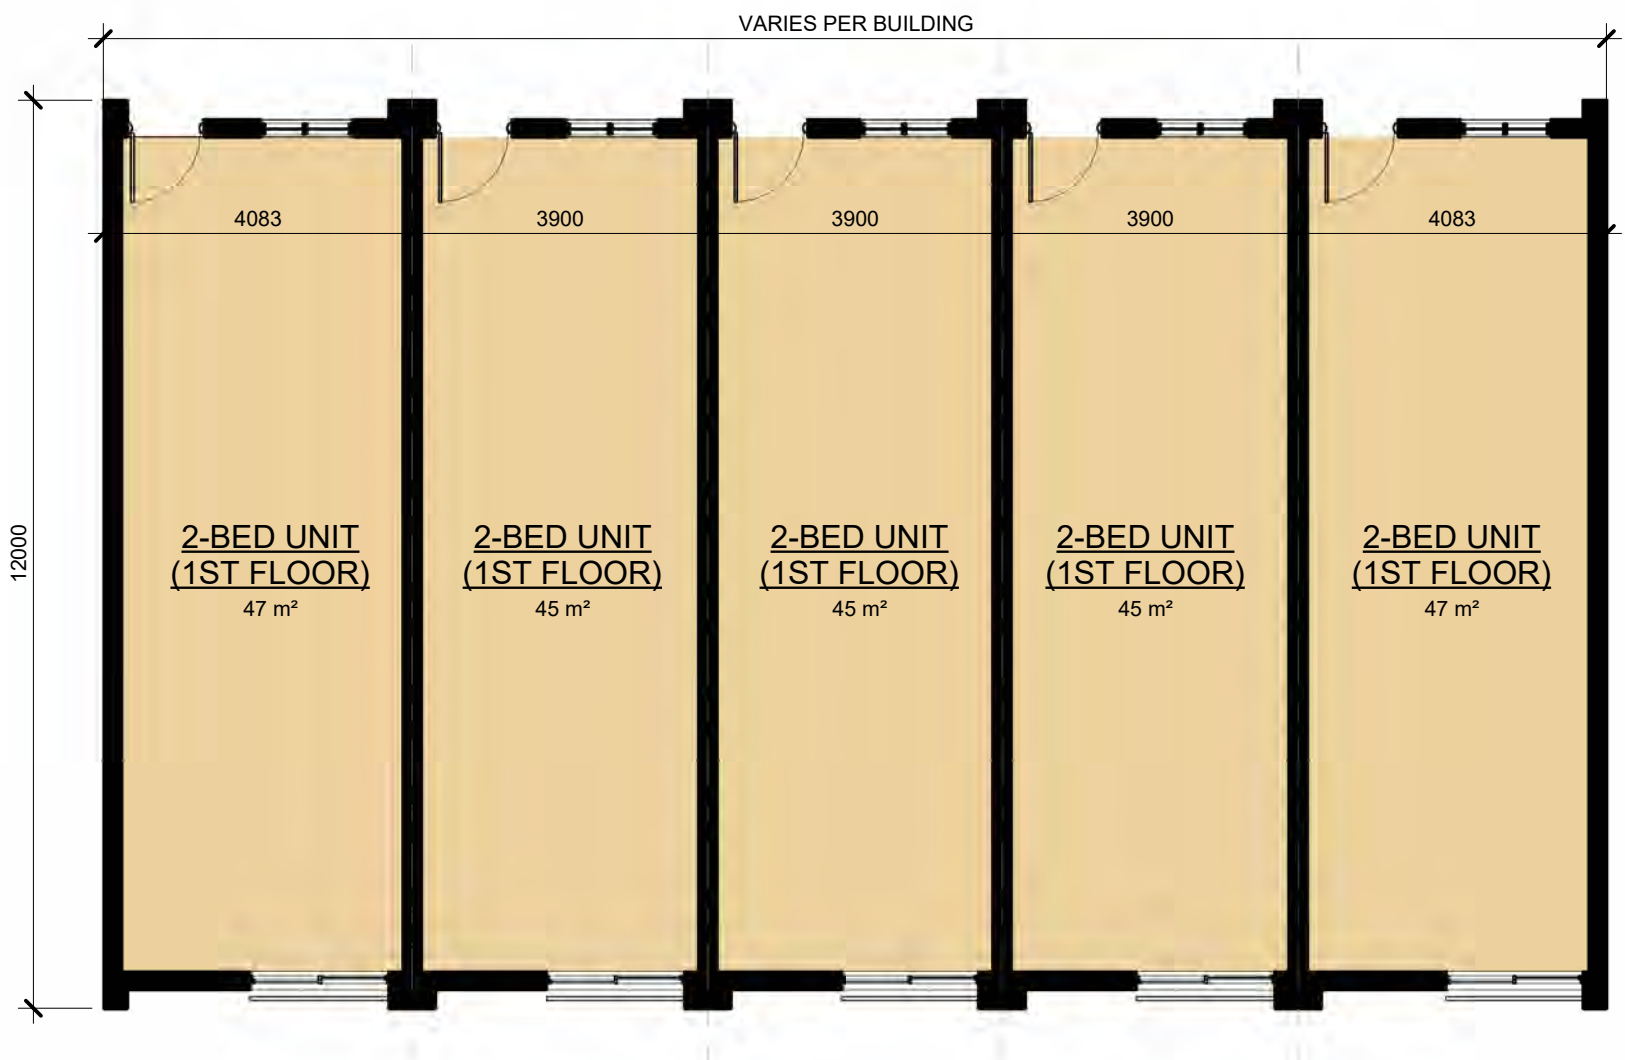 VARIES PER BUILDING
4083
3900
3900
3900
4083
12000
2-BED UNIT
(1ST FLOOR)
47 m²
2-BED UNIT
(1ST FLOOR)
45 m²
2-BED UNIT
(1ST FLOOR)
45 m²
2-BED UNIT
(1ST FLOOR)
45 m²
2-BED UNIT
(1ST FLOOR)
47 m²